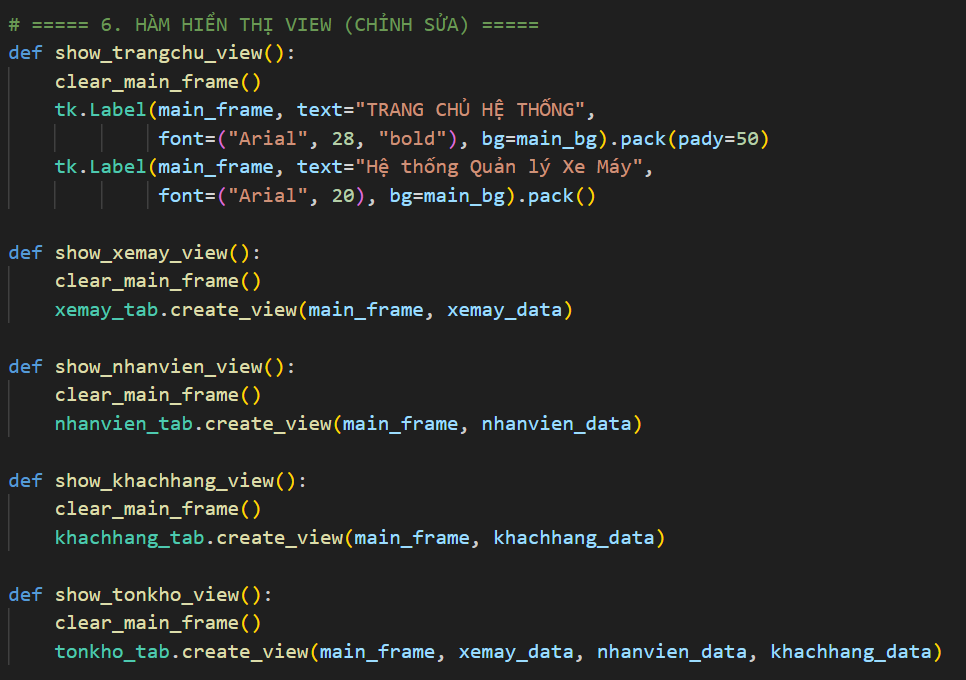 # ===== 6. HÀM HIỂN THỊ VIEW (CHỈNH SỬA) =====
def show_trangchu_view():
    clear_main_frame()
    tk.Label(main_frame, text="TRANG CHỦ HỆ THỐNG",
             font=("Arial", 28, "bold"), bg=main_bg).pack(pady=50)
    tk.Label(main_frame, text="Hệ thống Quản lý Xe Máy",
             font=("Arial", 20), bg=main_bg).pack()

def show_xemay_view():
    clear_main_frame()
    xemay_tab.create_view(main_frame, xemay_data)

def show_nhanvien_view():
    clear_main_frame()
    nhanvien_tab.create_view(main_frame, nhanvien_data)

def show_khachhang_view():
    clear_main_frame()
    khachhang_tab.create_view(main_frame, khachhang_data)

def show_tonkho_view():
    clear_main_frame()
    tonkho_tab.create_view(main_frame, xemay_data, nhanvien_data, khachhang_data)